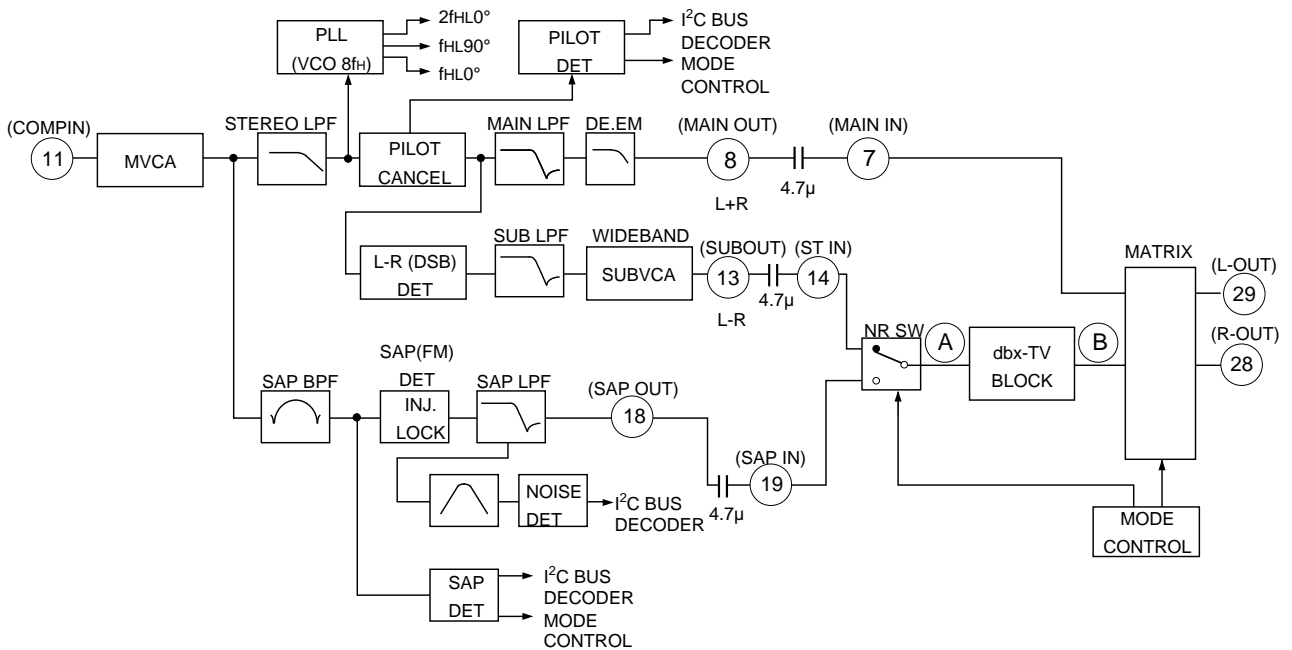 2fHL0°
PLL
(VCO 8fH)
fHL90°
fHL0°
PILOT
DET
I²C BUS
DECODER
MODE
CONTROL
(COMPIN)
11
MVCA
STEREO LPF
PILOT
CANCEL
MAIN LPF
DE.EM
(MAIN OUT)
8
L+R
4.7µ
(MAIN IN)
7
L-R (DSB)
DET
SUB LPF
WIDEBAND
SUBVCA
(SUBOUT)
13
L-R
4.7µ
(ST IN)
14
MATRIX
(L-OUT)
29
(R-OUT)
28
NR SW
A
dbx-TV
BLOCK
B
SAP BPF
SAP(FM)
DET
INJ.
LOCK
SAP LPF
(SAP OUT)
18
4.7µ
(SAP IN)
19
NOISE
DET
I²C BUS
DECODER
MODE
CONTROL
SAP
DET
I²C BUS
DECODER
MODE
CONTROL